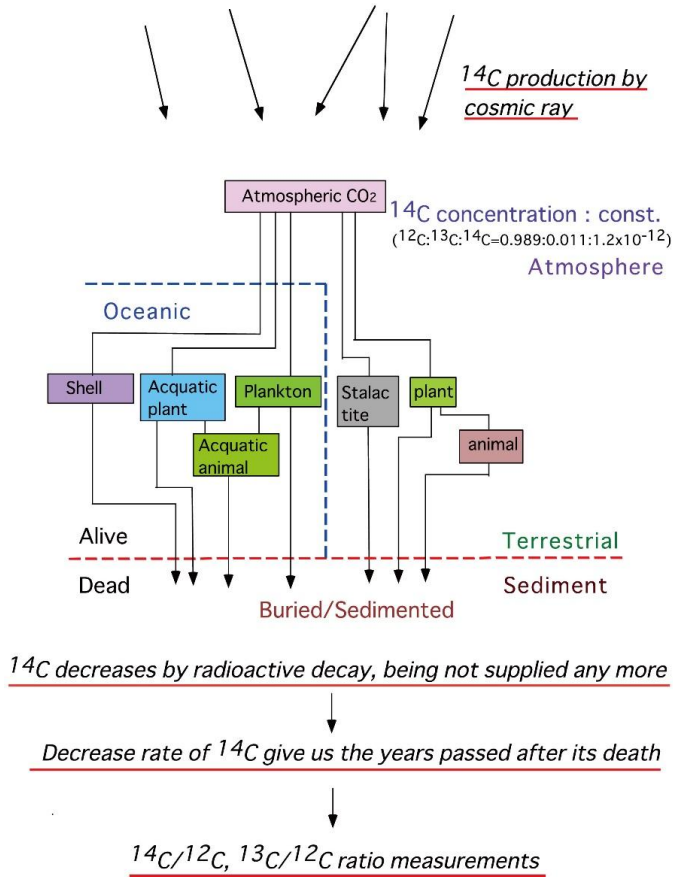 ¹⁴C production by
cosmic ray
Atmospheric CO₂
¹⁴C concentration : const.
(¹²C:¹³C:¹⁴C=0.989:0.011:1.2x10⁻¹²)
Atmosphere
Oceanic
Shell
Acquatic
plant
Plankton
Stalac
tite
plant
Acquatic
animal
animal
Alive
Terrestrial
Dead
Sediment
Buried/Sedimented
¹⁴C decreases by radioactive decay, being not supplied any more
Decrease rate of ¹⁴C give us the years passed after its death
¹⁴C/¹²C, ¹³C/¹²C ratio measurements